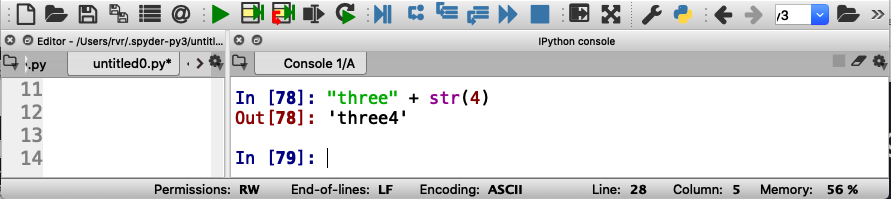 y3
Editor - /Users/rvr/.spyder-py3/untitl...
IPython console
.py
untitled0.py*
Console 1/A
11
12
13
14
In [78]: "three" + str(4)
Out[78]: 'three4'
In [79]:
Permissions: RW End-of-lines: LF Encoding: ASCII Line: 28 Column: 5 Memory: 56 %